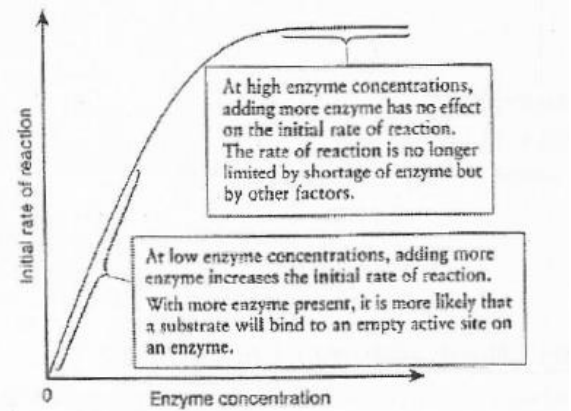 Initial rate of reaction
At high enzyme concentrations,
adding more enzyme has no effect
on the initial rate of reaction.
The rate of reaction is no longer
limited by shortage of enzyme but
by other factors.
At low enzyme concentrations, adding more
enzyme increases the initial rate of reaction.
With more enzyme present, it is more likely that
a substrate will bind to an empty active site on
an enzyme.
0
Enzyme concentration